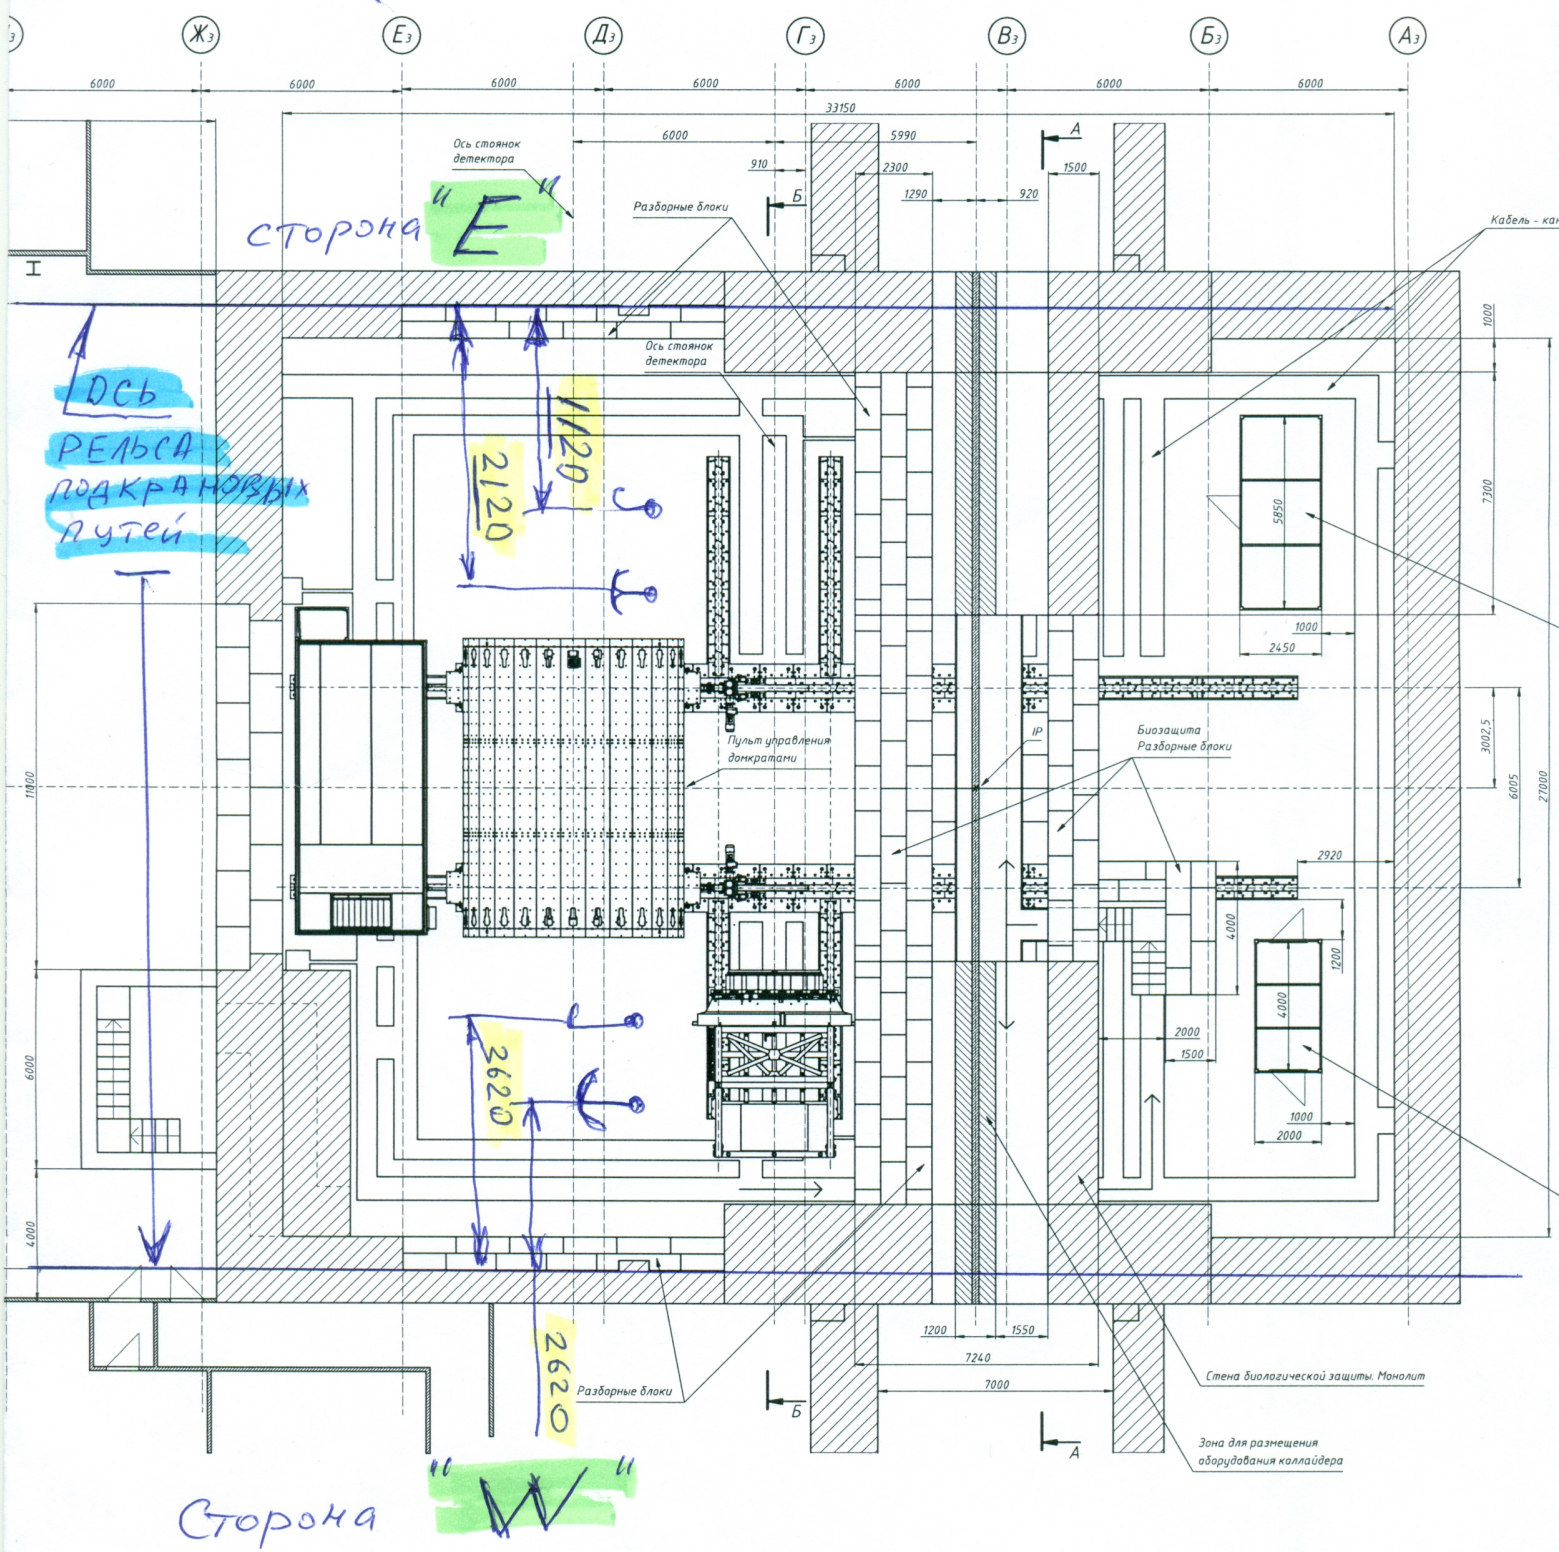 Ж3
Е3
Д3
Г3
В3
Б3
А3
6000
6000
6000
6000
6000
6000
6000
33150
6000
5990
А
910
2300
1500
Б
1290
920
Ось стоянок
детектора
сторона "Е"
Разборные блоки
1000
Ось стоянок
детектора
ОСЬ
РЕЛЬСА
ПОДКРАНОВЫХ
ПУТЕЙ
1120
2120
7300
5850
1000
2450
IP
Пульт управления
домкратами
Биозащита
Разборные блоки
3002,5
6005
27000
11000
2920
4000
1200
4000
2000
1500
1000
2000
6000
4000
3620
2620
1200
1550
7240
7000
Разборные блоки
Б
А
Стена биологической защиты. Монолит
Зона для размещения
оборудования коллайдера
Сторона "W"